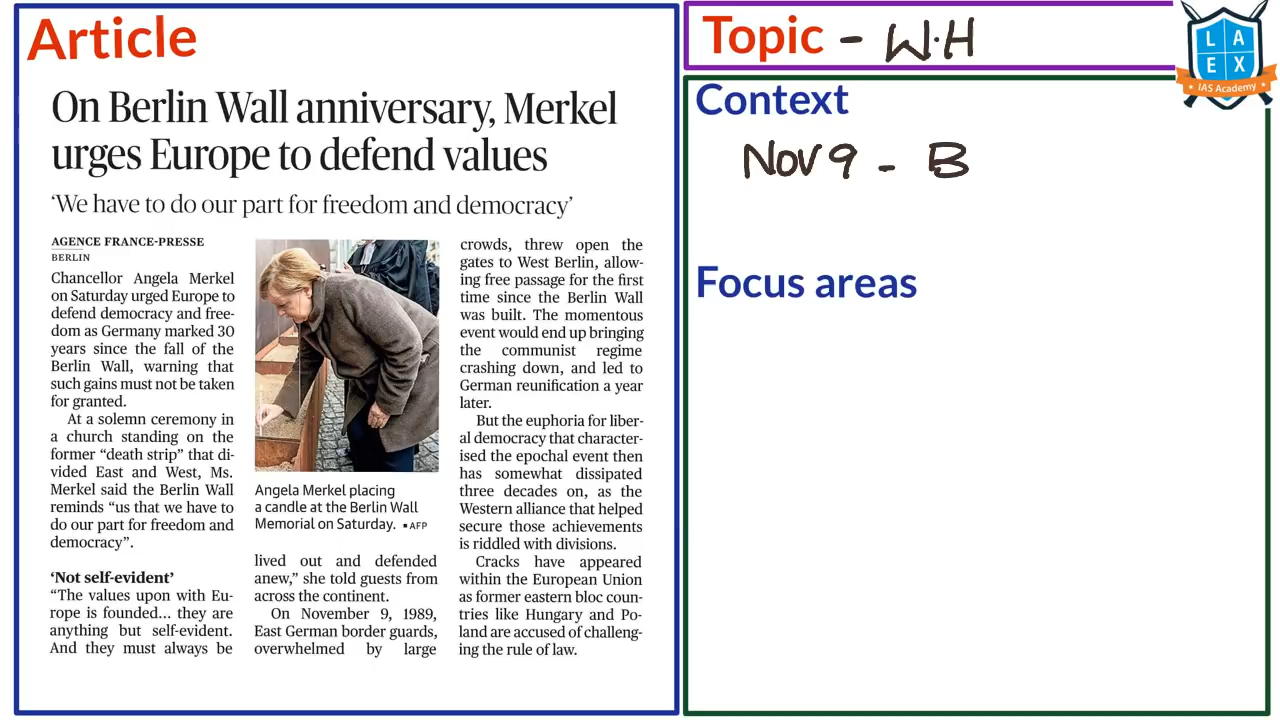 Article
On Berlin Wall anniversary, Merkel
urges Europe to defend values
‘We have to do our part for freedom and democracy’
AGENCE FRANCE-PRESSE
BERLIN
Chancellor Angela Merkel
on Saturday urged Europe to
defend democracy and free-
dom as Germany marked 30
years since the fall of the
Berlin Wall, warning that
such gains must not be taken
for granted.
At a solemn ceremony in
a church standing on the
former “death strip” that di-
vided East and West, Ms.
Merkel said the Berlin Wall
reminds “us that we have to
do our part for freedom and
democracy”.
‘Not self-evident’
“The values upon with Eu-
rope is founded... they are
anything but self-evident.
And they must always be
Angela Merkel placing
a candle at the Berlin Wall
Memorial on Saturday. ▪AFP
lived out and defended
anew,” she told guests from
across the continent.
On November 9, 1989,
East German border guards,
overwhelmed by large
crowds, threw open the
gates to West Berlin, allow-
ing free passage for the first
time since the Berlin Wall
was built. The momentous
event would end up bringing
the communist regime
crashing down, and led to
German reunification a year
later.
But the euphoria for liber-
al democracy that character-
ised the epochal event then
has somewhat dissipated
three decades on, as the
Western alliance that helped
secure those achievements
is riddled with divisions.
Cracks have appeared
within the European Union
as former eastern bloc coun-
tries like Hungary and Po-
land are accused of challeng-
ing the rule of law.
Topic - W.H
Context
Nov 9 - B
Focus areas
LA
EX
IAS Academy